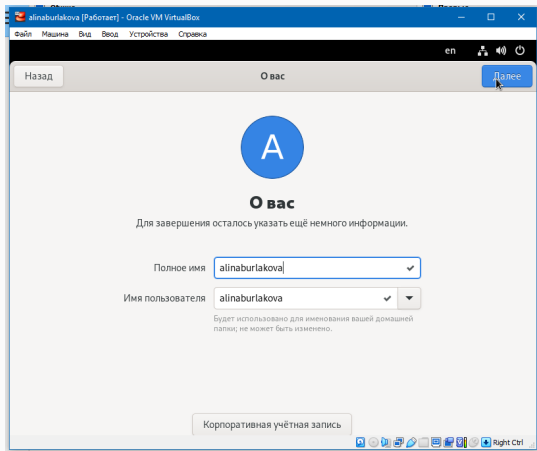 alinaburlakova [Работает] - Oracle VM VirtualBox
Файл Машина Вид Ввод Устройства Справка
en
Назад
О вас
Далее
A
О вас
Для завершения осталось указать ещё немного информации.
Полное имя alinaburlakova
Имя пользователя alinaburlakova
Будет использовано для именования вашей домашней
папки; не может быть изменено.
Корпоративная учётная запись
Right Ctrl